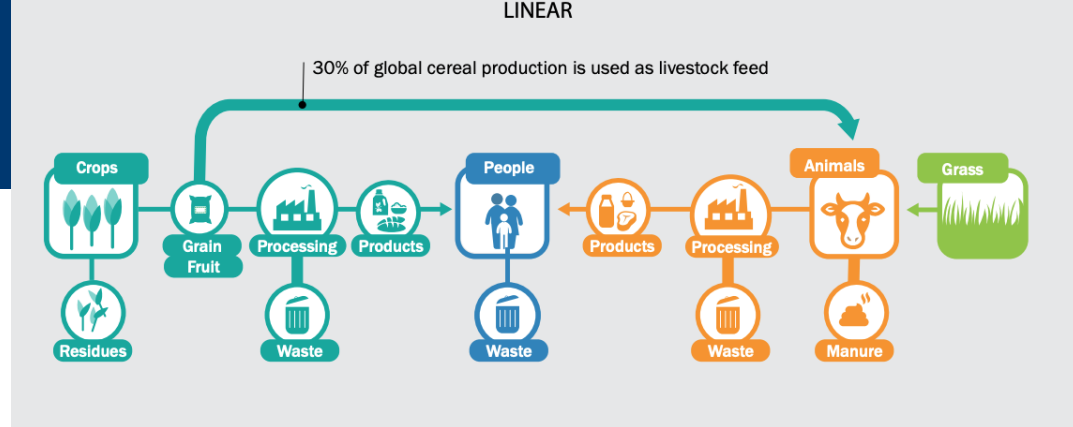 LINEAR
30% of global cereal production is used as livestock feed
Crops
People
Animals
Grass
Grain
Fruit
Processing
Products
Products
Processing
Residues
Waste
Waste
Waste
Manure